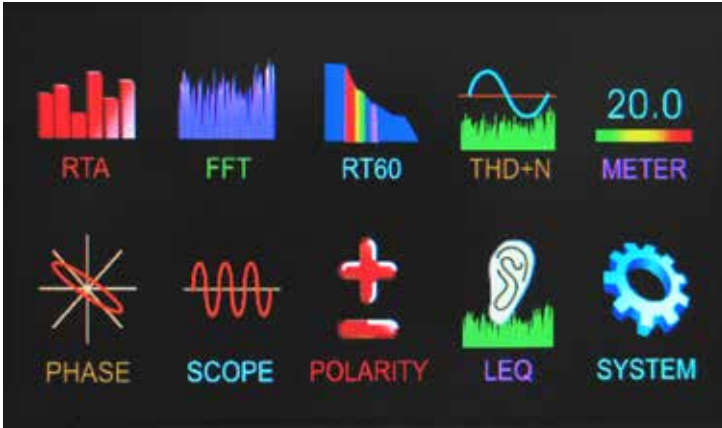 20.0
RTA
FFT
RT60
THD+N
METER
PHASE
SCOPE
POLARITY
LEQ
SYSTEM